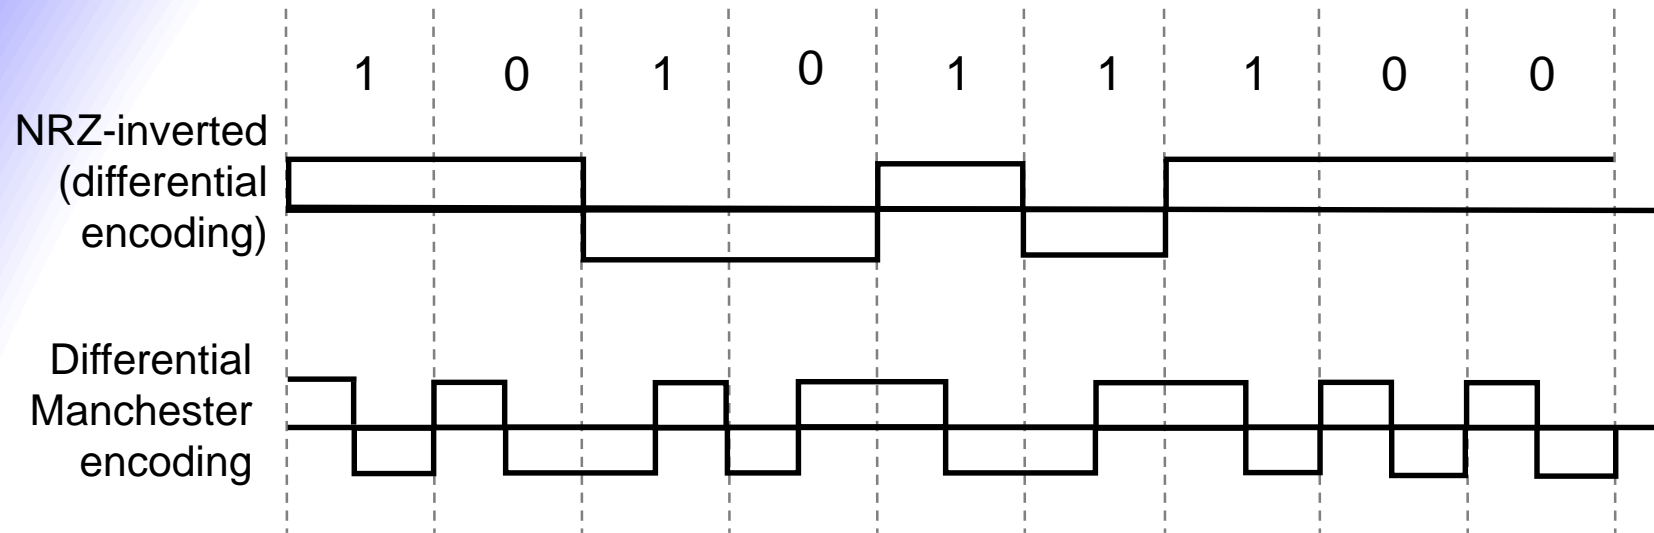 1 0 1 0 1 1 1 0 0
NRZ-inverted
(differential
encoding)
Differential
Manchester
encoding